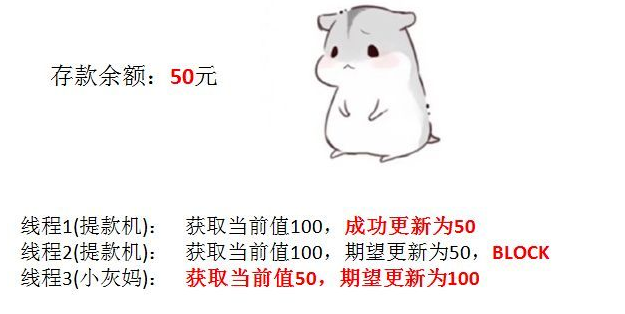 存款余额：50元
线程1(提款机)： 获取当前值100，成功更新为50
线程2(提款机)： 获取当前值100，期望更新为50，BLOCK
线程3(小灰妈)： 获取当前值50，期望更新为100